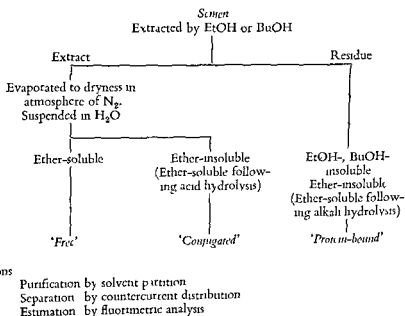 Semen
Extracted by EtOH or BuOH
Extract
Residue
Evaporated to dryness in
atmosphere of N₂.
Suspended in H₂O
Ether-soluble
Ether-insoluble
(Ether-soluble follow-
ing acid hydrolysis)
EtOH-, BuOH-
insoluble
Ether-insoluble
(Ether-soluble follow-
ing alkali hydrolysis)
'Free'
'Conjugated'
'Protein-bound'
ons
Purification by solvent partition
Separation by countercurrent distribution
Estimation by fluorimetric analysis